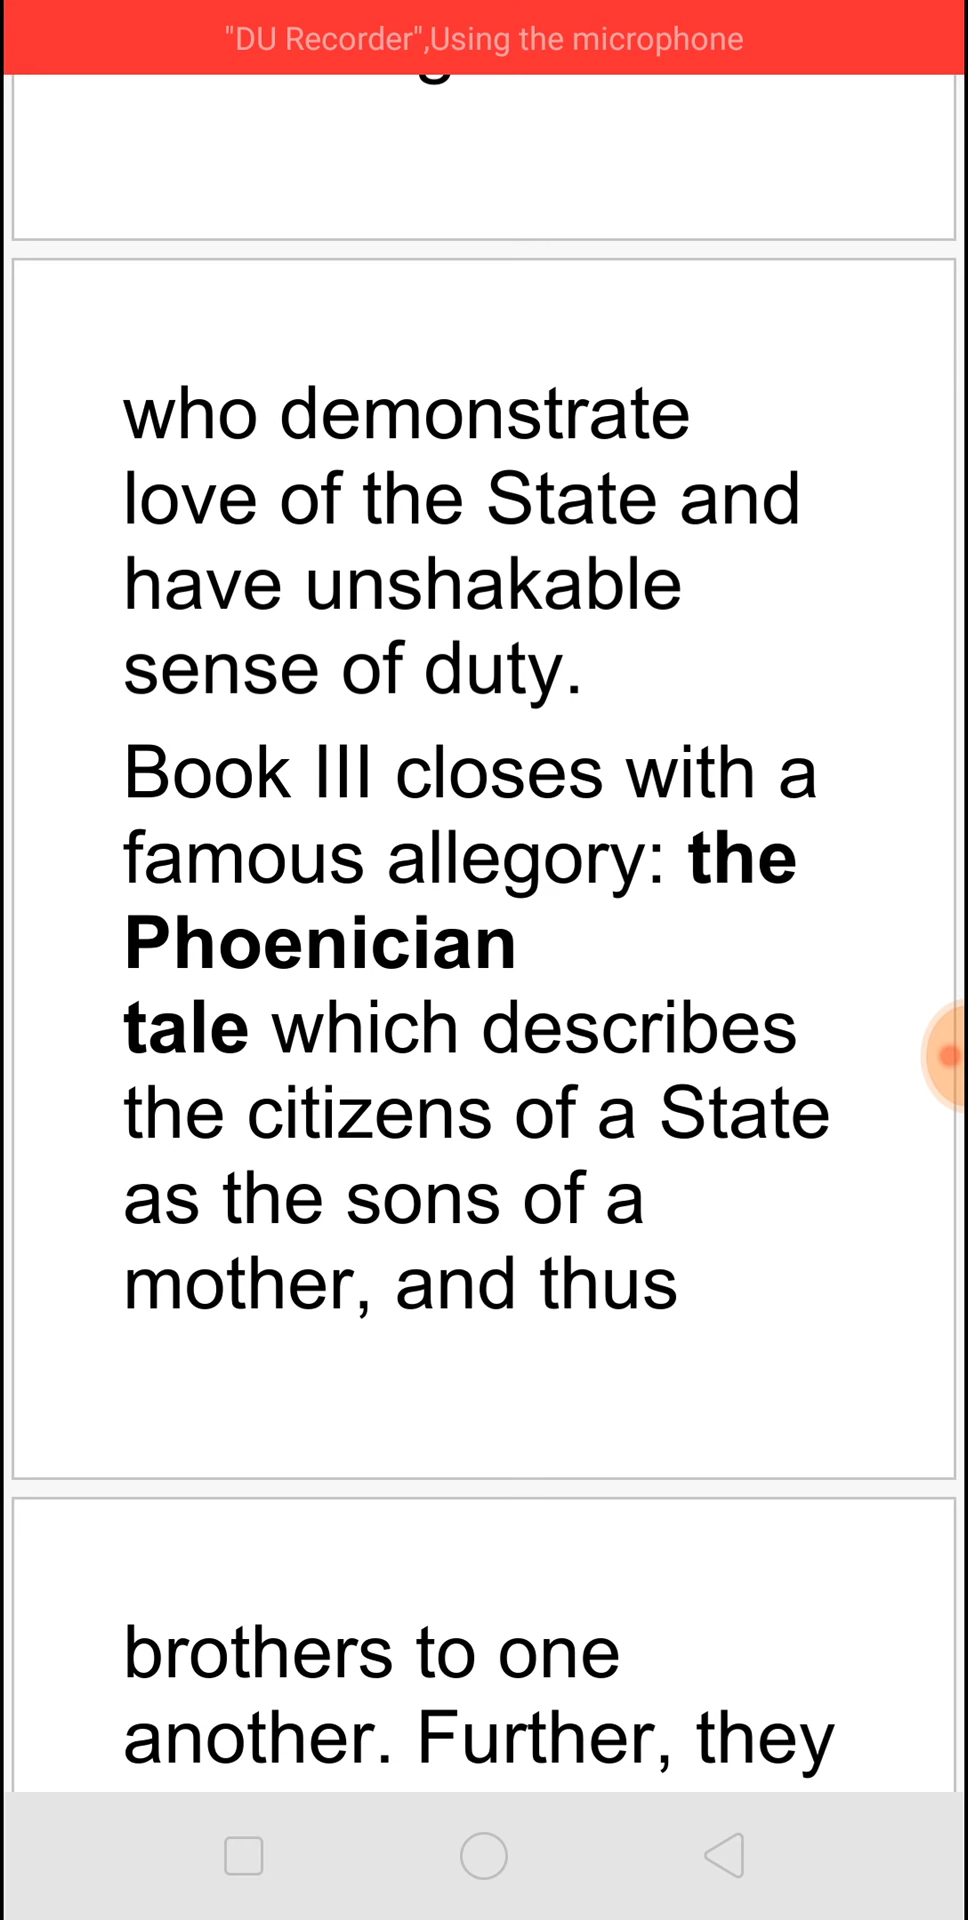 "DU Recorder",Using the microphone
who demonstrate
love of the State and
have unshakable
sense of duty.
Book III closes with a
famous allegory: the
Phoenician
tale which describes
the citizens of a State
as the sons of a
mother, and thus
brothers to one
another. Further, they